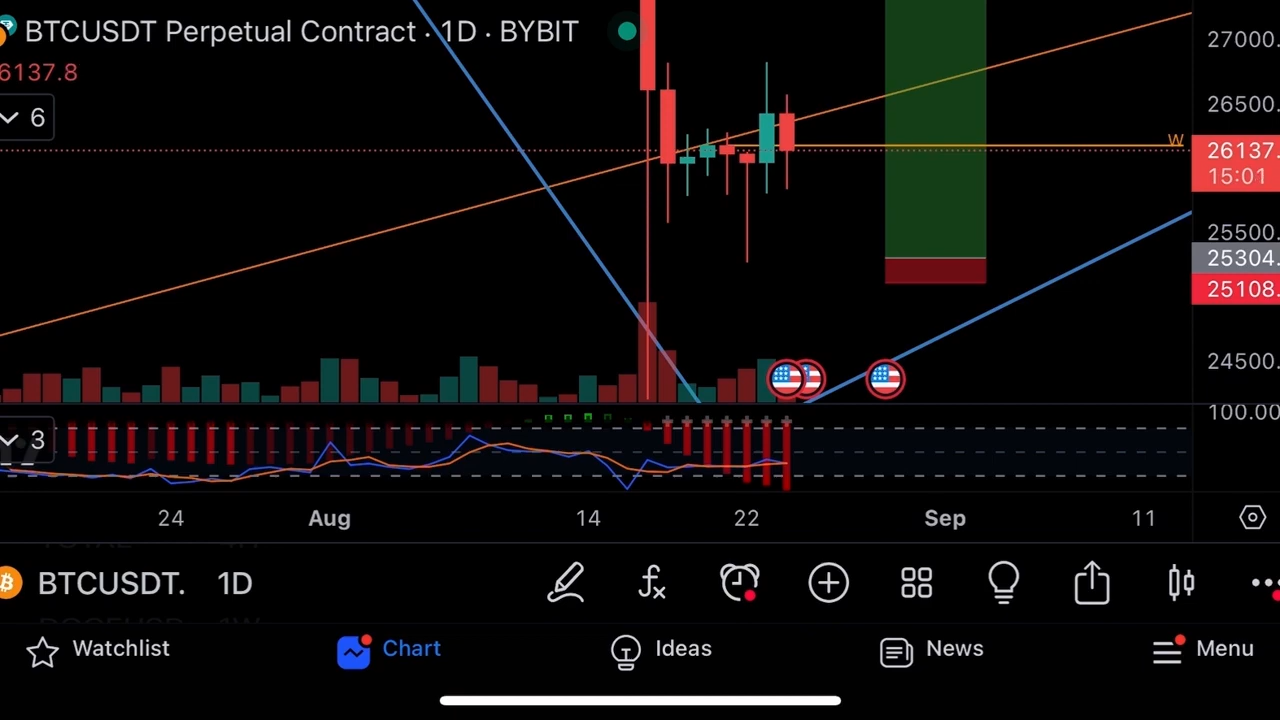 BTCUSDT Perpetual Contract · 1D · BYBIT
6137.8
6
27000.
26500.
W
26137.
15:01
25500.
25304.
25108.
24500.
100.00
3
24 Aug 14 22 Sep 11
BTCUSDT. 1D
Watchlist Chart Ideas News Menu